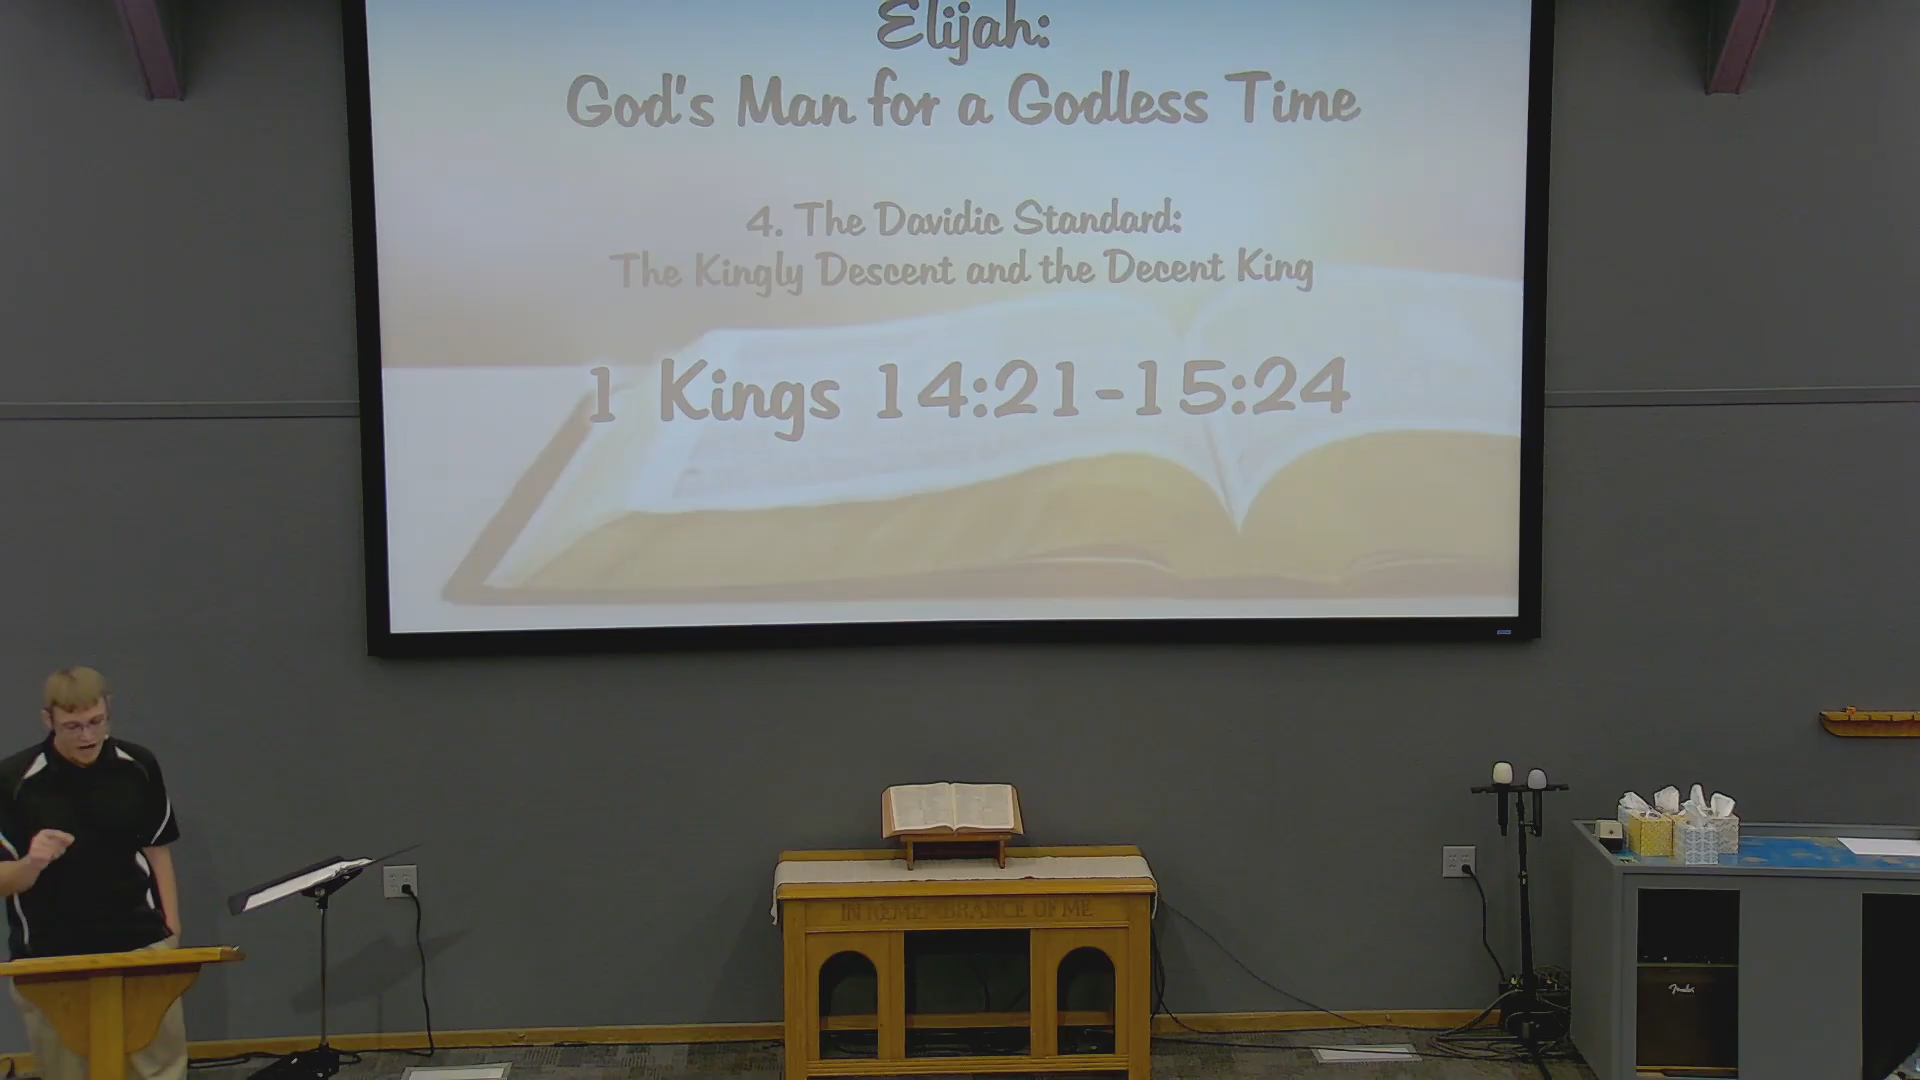 Elijah:
God's Man for a Godless Time
4. The Davidic Standard:
The Kingly Descent and the Decent King
1 Kings 14:21-15:24
IN REMEMBRANCE OF ME
Fender